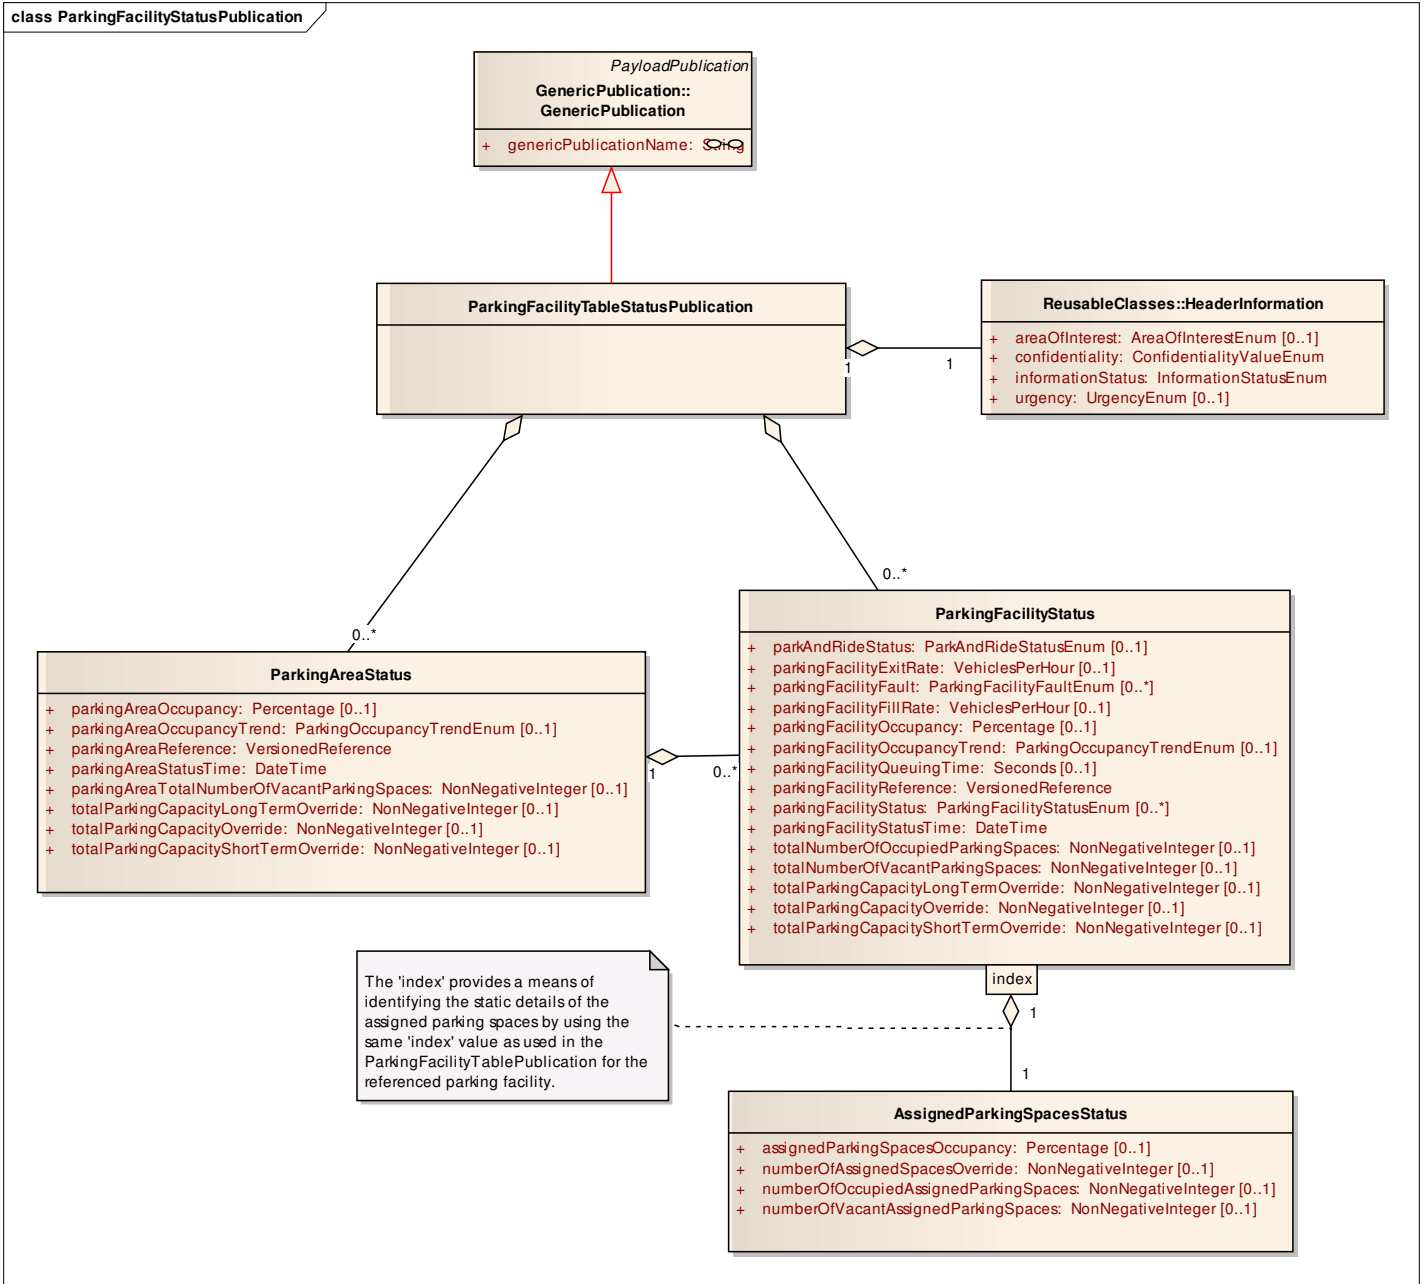 class ParkingFacilityStatusPublication
PayloadPublication
GenericPublication::
GenericPublication
+ genericPublicationName: String
ParkingFacilityTableStatusPublication
1
1
ReusableClasses::HeaderInformation
+ areaOfInterest: AreaOfInterestEnum [0..1]
+ confidentiality: ConfidentialityValueEnum
+ informationStatus: InformationStatusEnum
+ urgency: UrgencyEnum [0..1]
0..*
0..*
ParkingAreaStatus
+ parkingAreaOccupancy: Percentage [0..1]
+ parkingAreaOccupancyTrend: ParkingOccupancyTrendEnum [0..1]
+ parkingAreaReference: VersionedReference
+ parkingAreaStatusTime: DateTime
+ parkingAreaTotalNumberOfVacantParkingSpaces: NonNegativeInteger [0..1]
+ totalParkingCapacityLongTermOverride: NonNegativeInteger [0..1]
+ totalParkingCapacityOverride: NonNegativeInteger [0..1]
+ totalParkingCapacityShortTermOverride: NonNegativeInteger [0..1]
1
0..*
ParkingFacilityStatus
+ parkAndRideStatus: ParkAndRideStatusEnum [0..1]
+ parkingFacilityExitRate: VehiclesPerHour [0..1]
+ parkingFacilityFault: ParkingFacilityFaultEnum [0..*]
+ parkingFacilityFillRate: VehiclesPerHour [0..1]
+ parkingFacilityOccupancy: Percentage [0..1]
+ parkingFacilityOccupancyTrend: ParkingOccupancyTrendEnum [0..1]
+ parkingFacilityQueuingTime: Seconds [0..1]
+ parkingFacilityReference: VersionedReference
+ parkingFacilityStatus: ParkingFacilityStatusEnum [0..*]
+ parkingFacilityStatusTime: DateTime
+ totalNumberOfOccupiedParkingSpaces: NonNegativeInteger [0..1]
+ totalNumberOfVacantParkingSpaces: NonNegativeInteger [0..1]
+ totalParkingCapacityLongTermOverride: NonNegativeInteger [0..1]
+ totalParkingCapacityOverride: NonNegativeInteger [0..1]
+ totalParkingCapacityShortTermOverride: NonNegativeInteger [0..1]
index
1
1
The 'index' provides a means of
identifying the static details of the
assigned parking spaces by using the
same 'index' value as used in the
ParkingFacilityTablePublication for the
referenced parking facility.
AssignedParkingSpacesStatus
+ assignedParkingSpacesOccupancy: Percentage [0..1]
+ numberOfAssignedSpacesOverride: NonNegativeInteger [0..1]
+ numberOfOccupiedAssignedParkingSpaces: NonNegativeInteger [0..1]
+ numberOfVacantAssignedParkingSpaces: NonNegativeInteger [0..1]